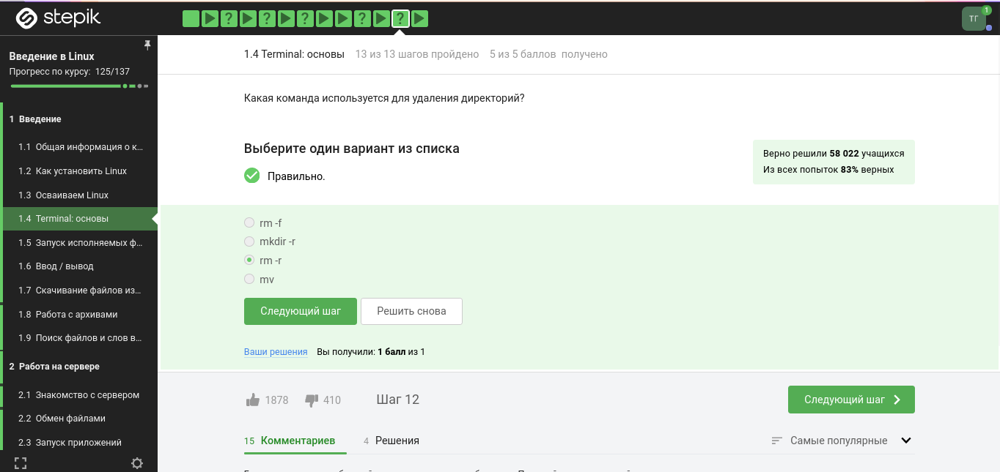 stepik
? ? ? ? ?
ТГ
1
Введение в Linux
Прогресс по курсу: 125/137
1 Введение
1.1 Общая информация о к...
1.2 Как установить Linux
1.3 Осваиваем Linux
1.4 Terminal: основы
1.5 Запуск исполняемых ф...
1.6 Ввод / вывод
1.7 Скачивание файлов из...
1.8 Работа с архивами
1.9 Поиск файлов и слов в...
2 Работа на сервере
2.1 Знакомство с сервером
2.2 Обмен файлами
2.3 Запуск приложений
1.4 Terminal: основы 13 из 13 шагов пройдено 5 из 5 баллов получено
Какая команда используется для удаления директорий?
Выберите один вариант из списка
Правильно.
Верно решили 58 022 учащихся
Из всех попыток 83% верных
rm -f
mkdir -r
rm -r
mv
Следующий шаг
Решить снова
Ваши решения Вы получили: 1 балл из 1
1878 410 Шаг 12
Следующий шаг
15 Комментариев 4 Решения
Самые популярные